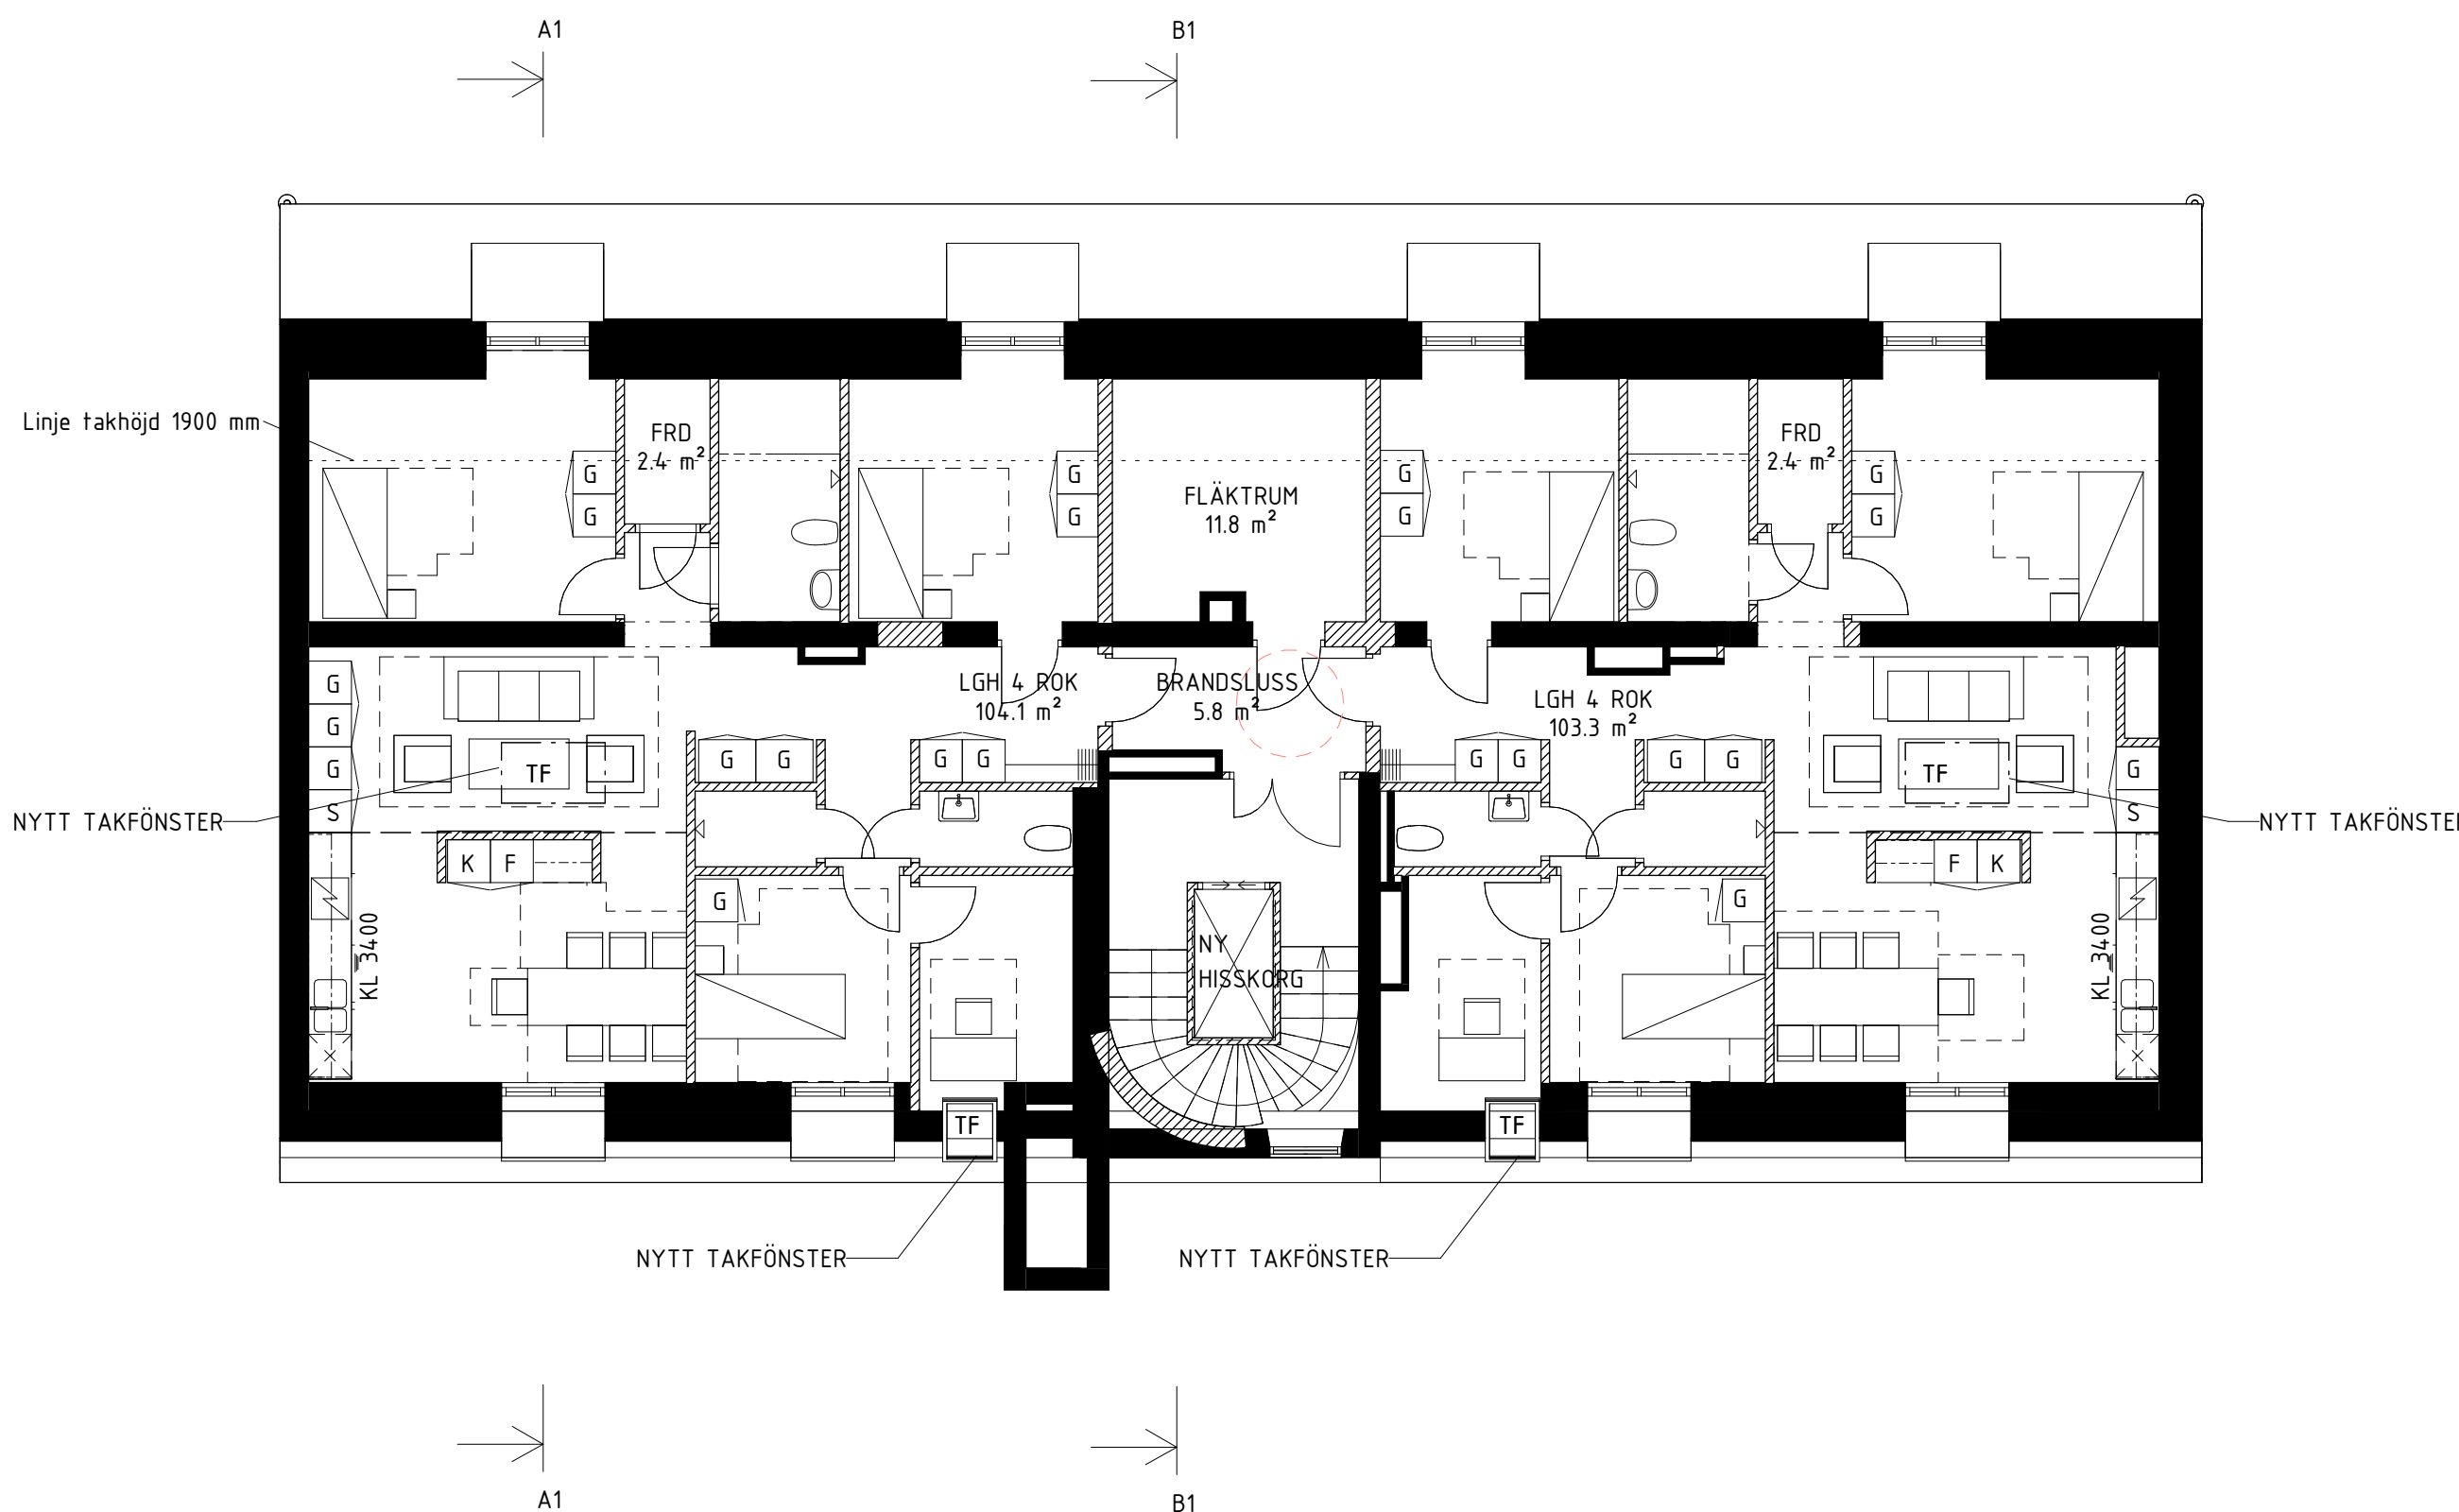 A1
B1
Linje takhöjd 1900 mm
FRD
2.4 m²
FRD
2.4 m²
G
G
G
G
G
G
G
G
FLÄKTRUM
11.8 m²
LGH 4 ROK
104.1 m²
BRANDSLUSS
5.8 m²
LGH 4 ROK
103.3 m²
G
G
G
S
TF
G G
G G
G G
G G
TF
G
S
NYTT TAKFÖNSTER
NYTT TAKFÖNSTER
K F
F K
G
G
KL 3400
KL 3400
NY
HISSKORG
TF
TF
NYTT TAKFÖNSTER
NYTT TAKFÖNSTER
A1
B1